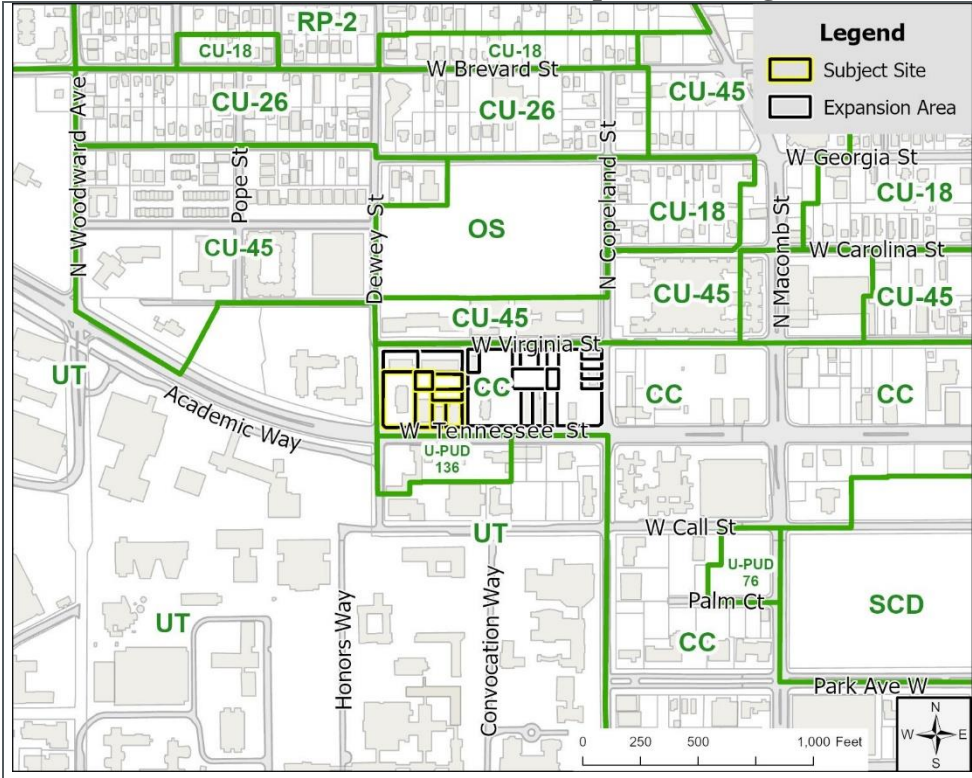 RP-2
CU-18
CU-18
W Brevard St
CU-26
CU-26
CU-45
Legend
Subject Site
Expansion Area
N Woodward Ave
Pope St
Dewey St
N Copeland St
N Macomb St
W Georgia St
CU-18
CU-18
OS
CU-45
W Carolina St
CU-45
CU-45
CU-45
W Virginia St
UT
CC
CC
CC
Academic Way
W Tennessee St
U-PUD
136
W Call St
UT
U-PUD
76
Palm Ct
SCD
UT
Honors Way
Convocation Way
CC
Park Ave W
0 250 500 1,000 Feet
N
W E
S